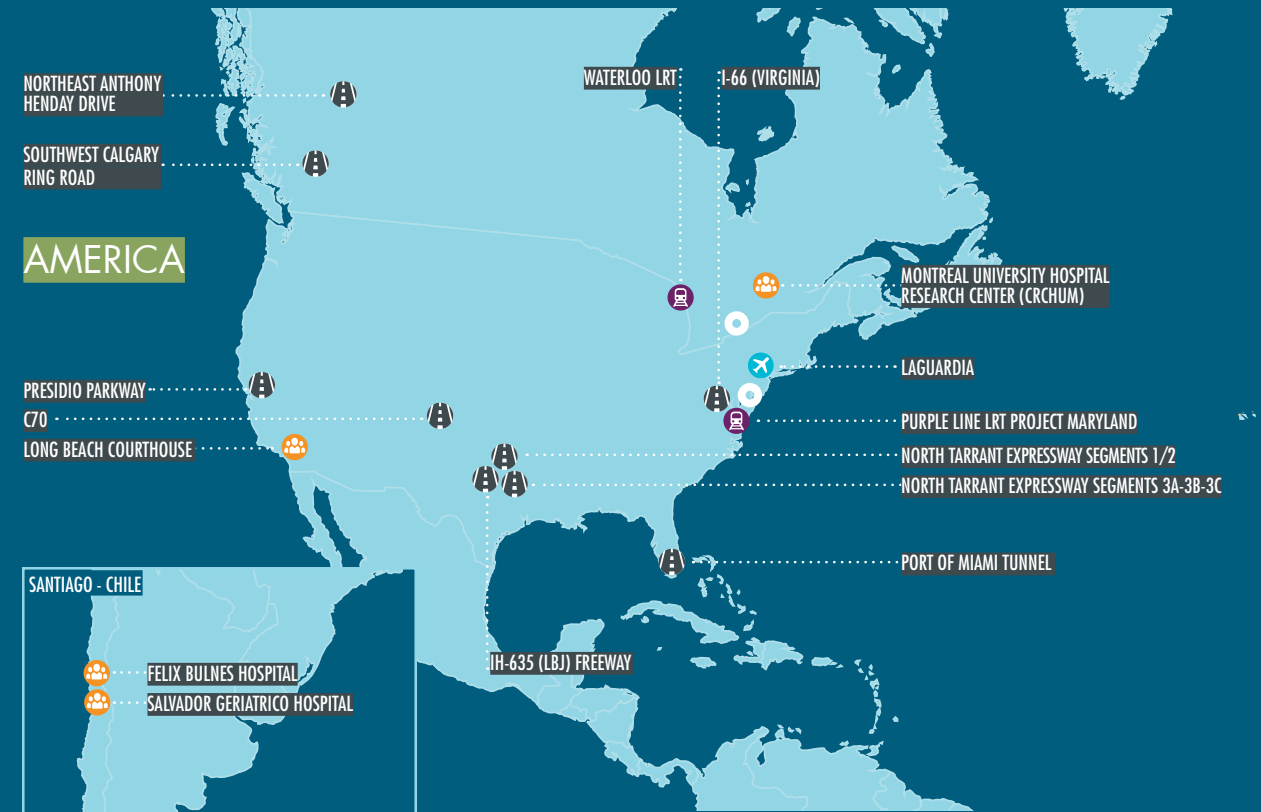 NORTHEAST ANTHONY
HENDAY DRIVE
WATERLOO LRT
I-66 (VIRGINIA)
SOUTHWEST CALGARY
RING ROAD
AMERICA
MONTREAL UNIVERSITY HOSPITAL
RESEARCH CENTER (CRCHUM)
LAGUARDIA
PRESIDIO PARKWAY
C70
LONG BEACH COURTHOUSE
PURPLE LINE LRT PROJECT MARYLAND
NORTH TARRANT EXPRESSWAY SEGMENTS 1/2
NORTH TARRANT EXPRESSWAY SEGMENTS 3A-3B-3C
PORT OF MIAMI TUNNEL
SANTIAGO - CHILE
IH-635 (LBJ) FREEWAY
FELIX BULNES HOSPITAL
SALVADOR GERIATRICO HOSPITAL